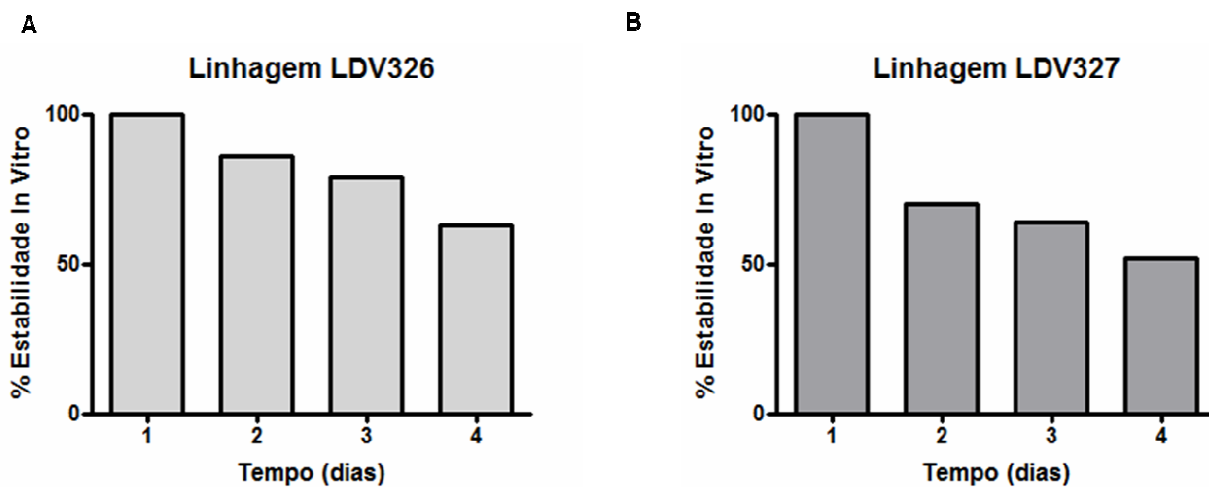 A
Linhagem LDV326
% Estabilidade In Vitro
100
50
0
1 2 3 4
Tempo (dias)
B
Linhagem LDV327
% Estabilidade In Vitro
100
50
0
1 2 3 4
Tempo (dias)